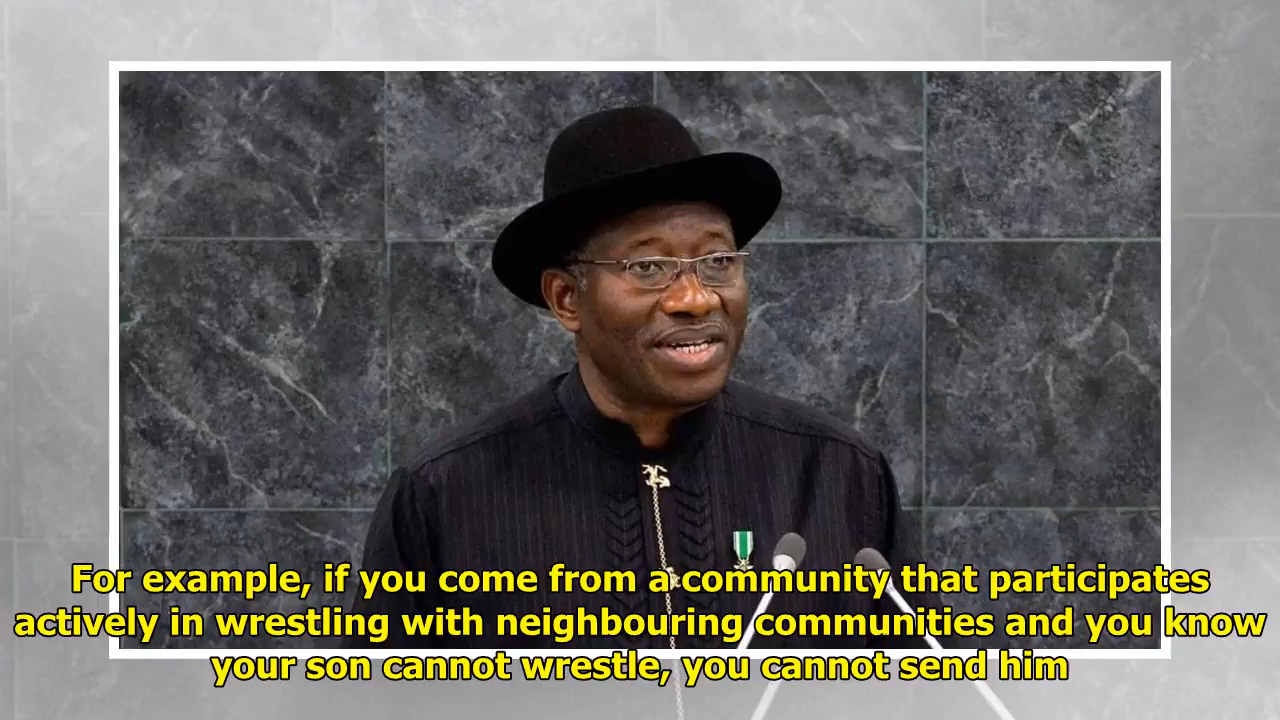 For example, if you come from a community that participates
actively in wrestling with neighbouring communities and you know
your son cannot wrestle, you cannot send him